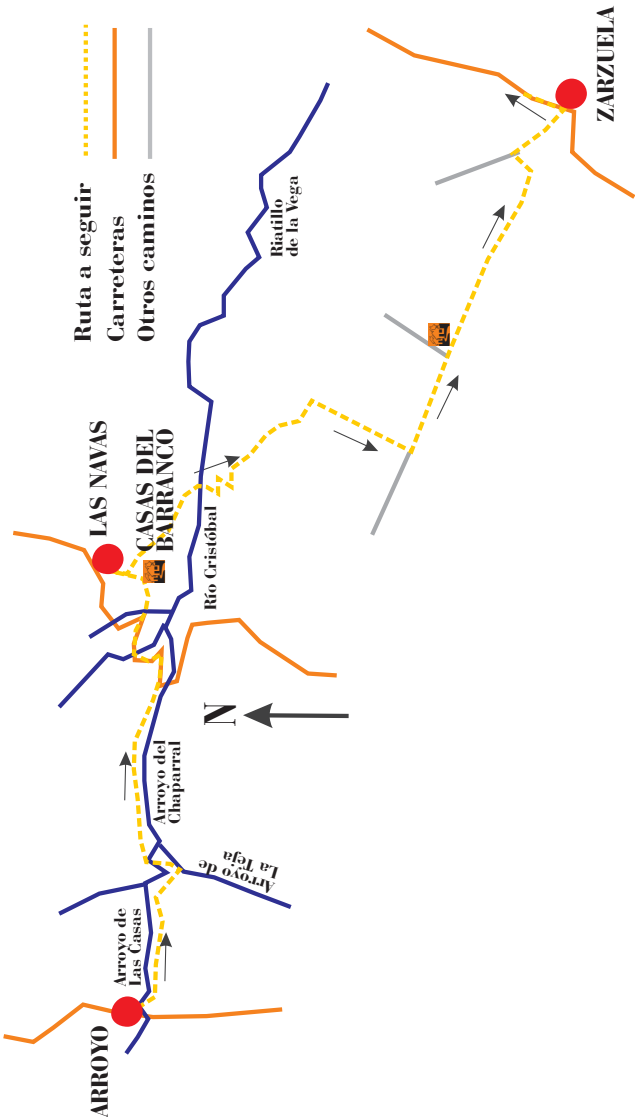 Ruta a seguir
Carreteras
Otros caminos
ARROYO
Arroyo de
Las Casas
Arroyo de
La Teja
Arroyo del
Chaparral
N
LAS NAVAS
CASAS DEL
BARRANCO
Río Cristóbal
Riatillo
de la Vega
ZARZUELA